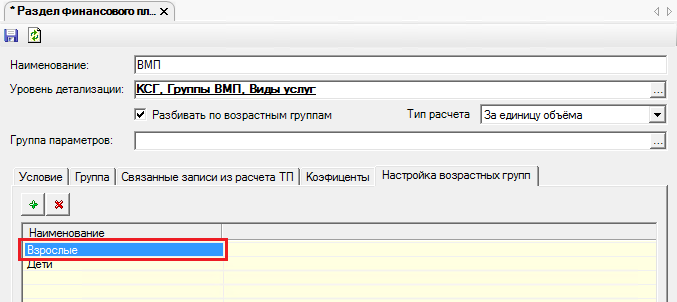 * Раздел Финансового пл...
Наименование: ВМП
Уровень детализации: КСГ, Группы ВМП, Виды услуг ...
Разбивать по возрастным группам Тип расчета За единицу объёма
Группа параметров: ...
Условие Группа Связанные записи из расчета ТП Коэфиценты Настройка возрастных групп
Наименование
Взрослые
Дети